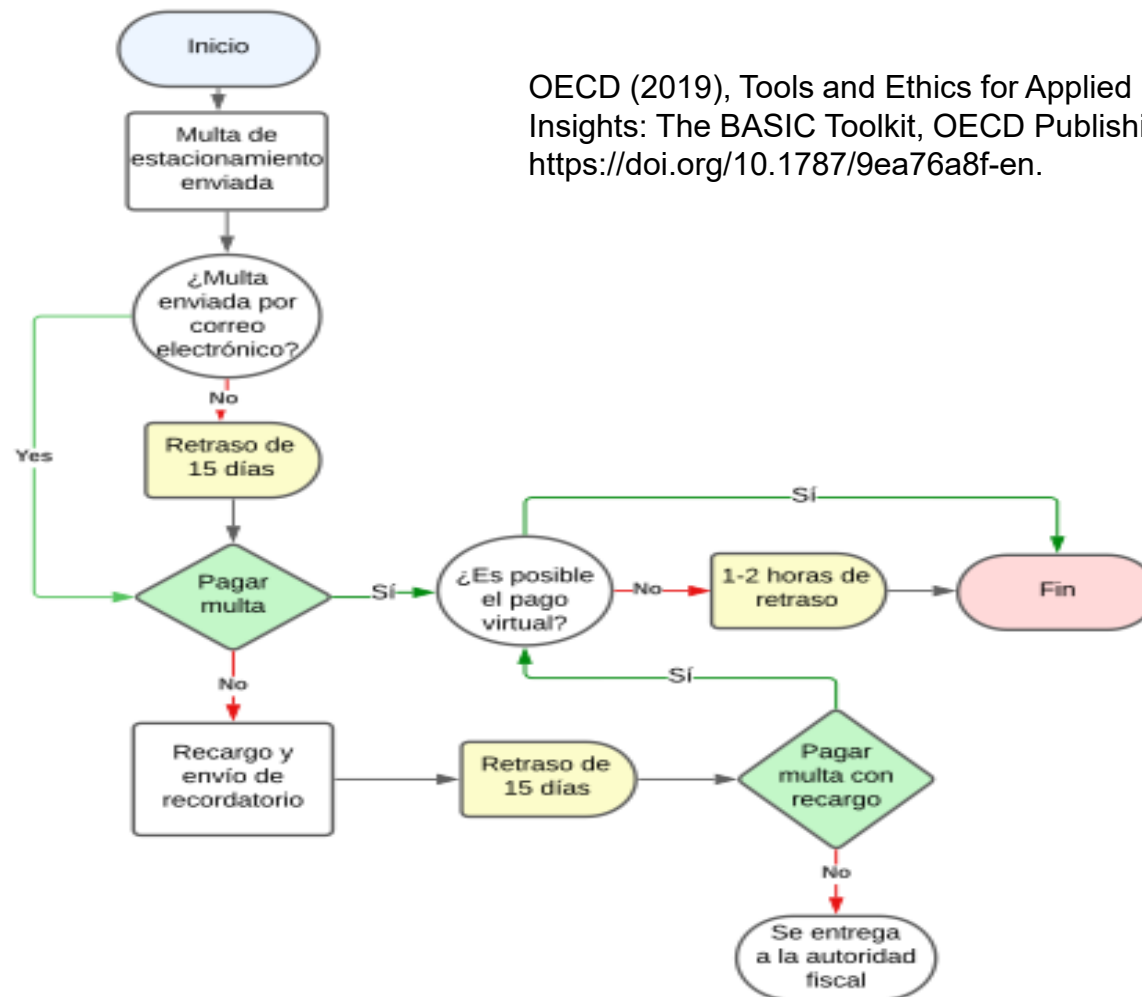 Inicio
OECD (2019), Tools and Ethics for Applied
Insights: The BASIC Toolkit, OECD
https://doi.org/10.1787/9ea76a8f-en.
Multa de
estacionamiento
enviada
¿Multa
enviada por
correo
electrónico?
No
Yes
Retraso de
15 días
Pagar
multa
Sí
¿Es posible
el pago
virtual?
Sí
No
1-2 horas de
retraso
Fin
No
Recargo y
envío de
recordatorio
Retraso de
15 días
Sí
Pagar
multa con
recargo
No
Se entrega
a la autoridad
fiscal